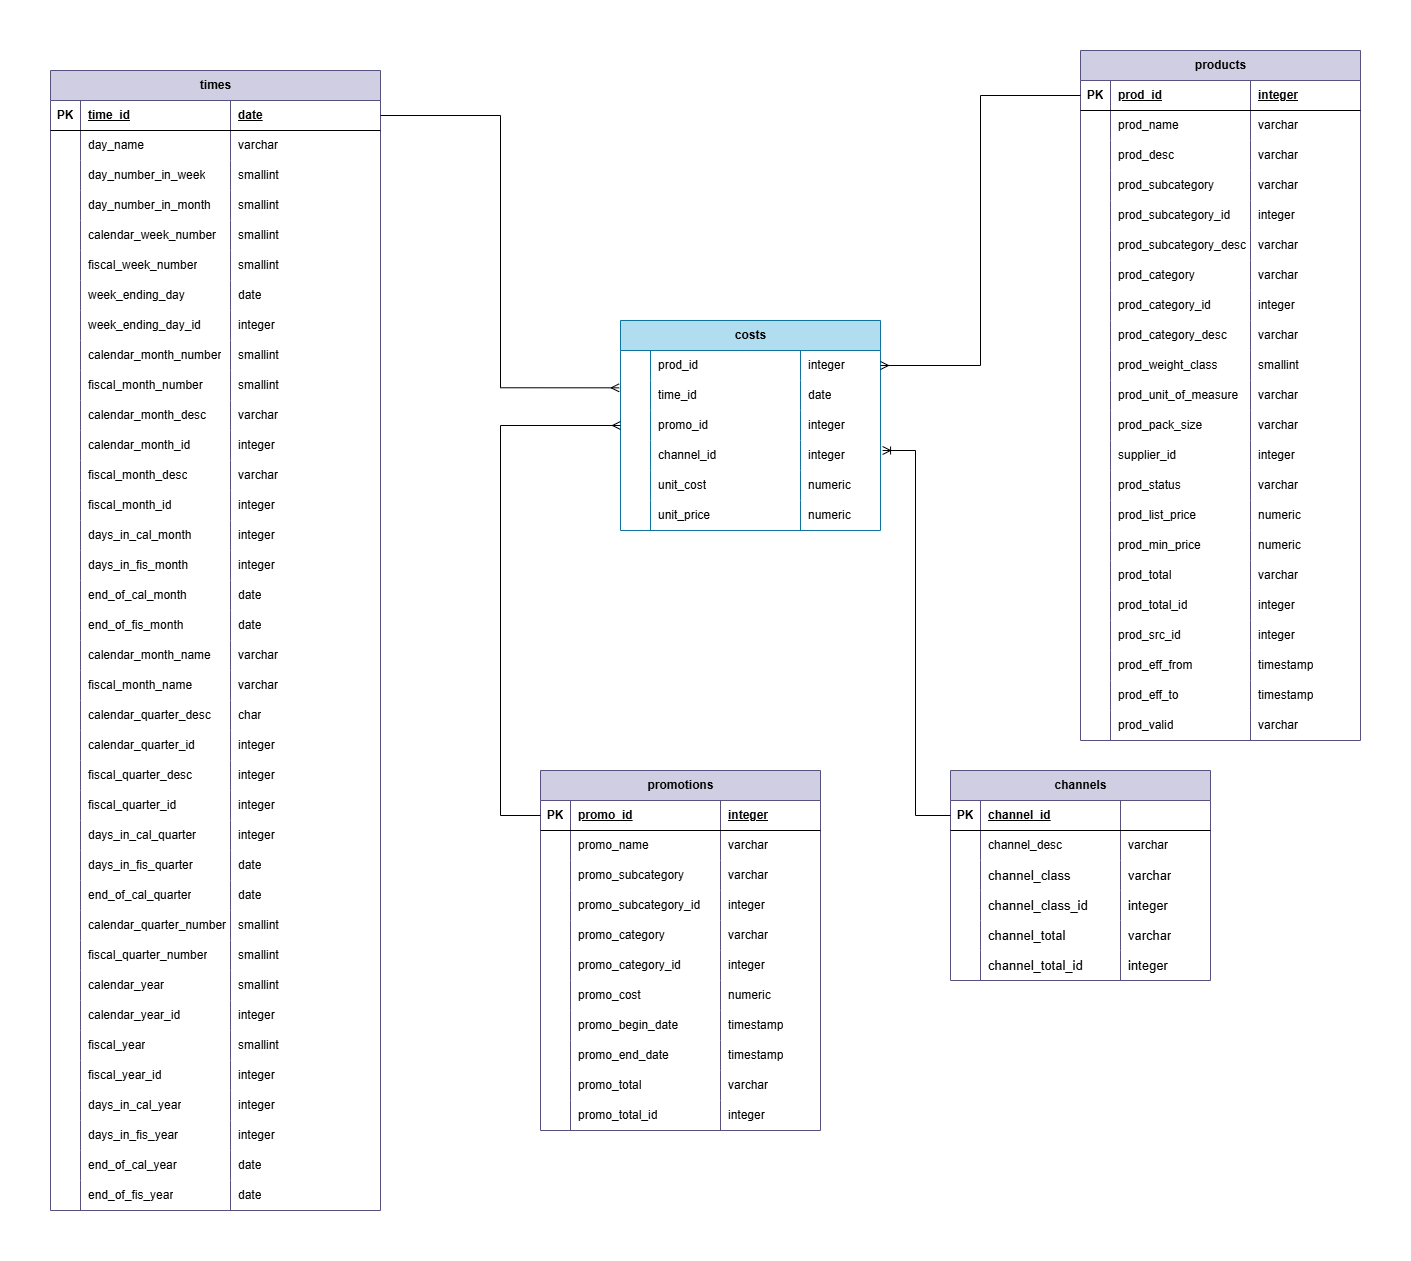 times
PK time_id date
day_name varchar
day_number_in_week smallint
day_number_in_month smallint
calendar_week_number smallint
fiscal_week_number smallint
week_ending_day date
week_ending_day_id integer
calendar_month_number smallint
fiscal_month_number smallint
calendar_month_desc varchar
calendar_month_id integer
fiscal_month_desc varchar
fiscal_month_id integer
days_in_cal_month integer
days_in_fis_month integer
end_of_cal_month date
end_of_fis_month date
calendar_month_name varchar
fiscal_month_name varchar
calendar_quarter_desc char
calendar_quarter_id integer
fiscal_quarter_desc integer
fiscal_quarter_id integer
days_in_cal_quarter integer
days_in_fis_quarter date
end_of_cal_quarter date
calendar_quarter_number smallint
fiscal_quarter_number smallint
calendar_year smallint
calendar_year_id integer
fiscal_year smallint
fiscal_year_id integer
days_in_cal_year integer
days_in_fis_year integer
end_of_cal_year date
end_of_fis_year date
costs
prod_id integer
time_id date
promo_id integer
channel_id integer
unit_cost numeric
unit_price numeric
products
PK prod_id integer
prod_name varchar
prod_desc varchar
prod_subcategory varchar
prod_subcategory_id integer
prod_subcategory_desc varchar
prod_category varchar
prod_category_id integer
prod_category_desc varchar
prod_weight_class smallint
prod_unit_of_measure varchar
prod_pack_size varchar
supplier_id integer
prod_status varchar
prod_list_price numeric
prod_min_price numeric
prod_total varchar
prod_total_id integer
prod_src_id integer
prod_eff_from timestamp
prod_eff_to timestamp
prod_valid varchar
promotions
PK promo_id integer
promo_name varchar
promo_subcategory varchar
promo_subcategory_id integer
promo_category varchar
promo_category_id integer
promo_cost numeric
promo_begin_date timestamp
promo_end_date timestamp
promo_total varchar
promo_total_id integer
channels
PK channel_id
channel_desc varchar
channel_class varchar
channel_class_id integer
channel_total varchar
channel_total_id integer